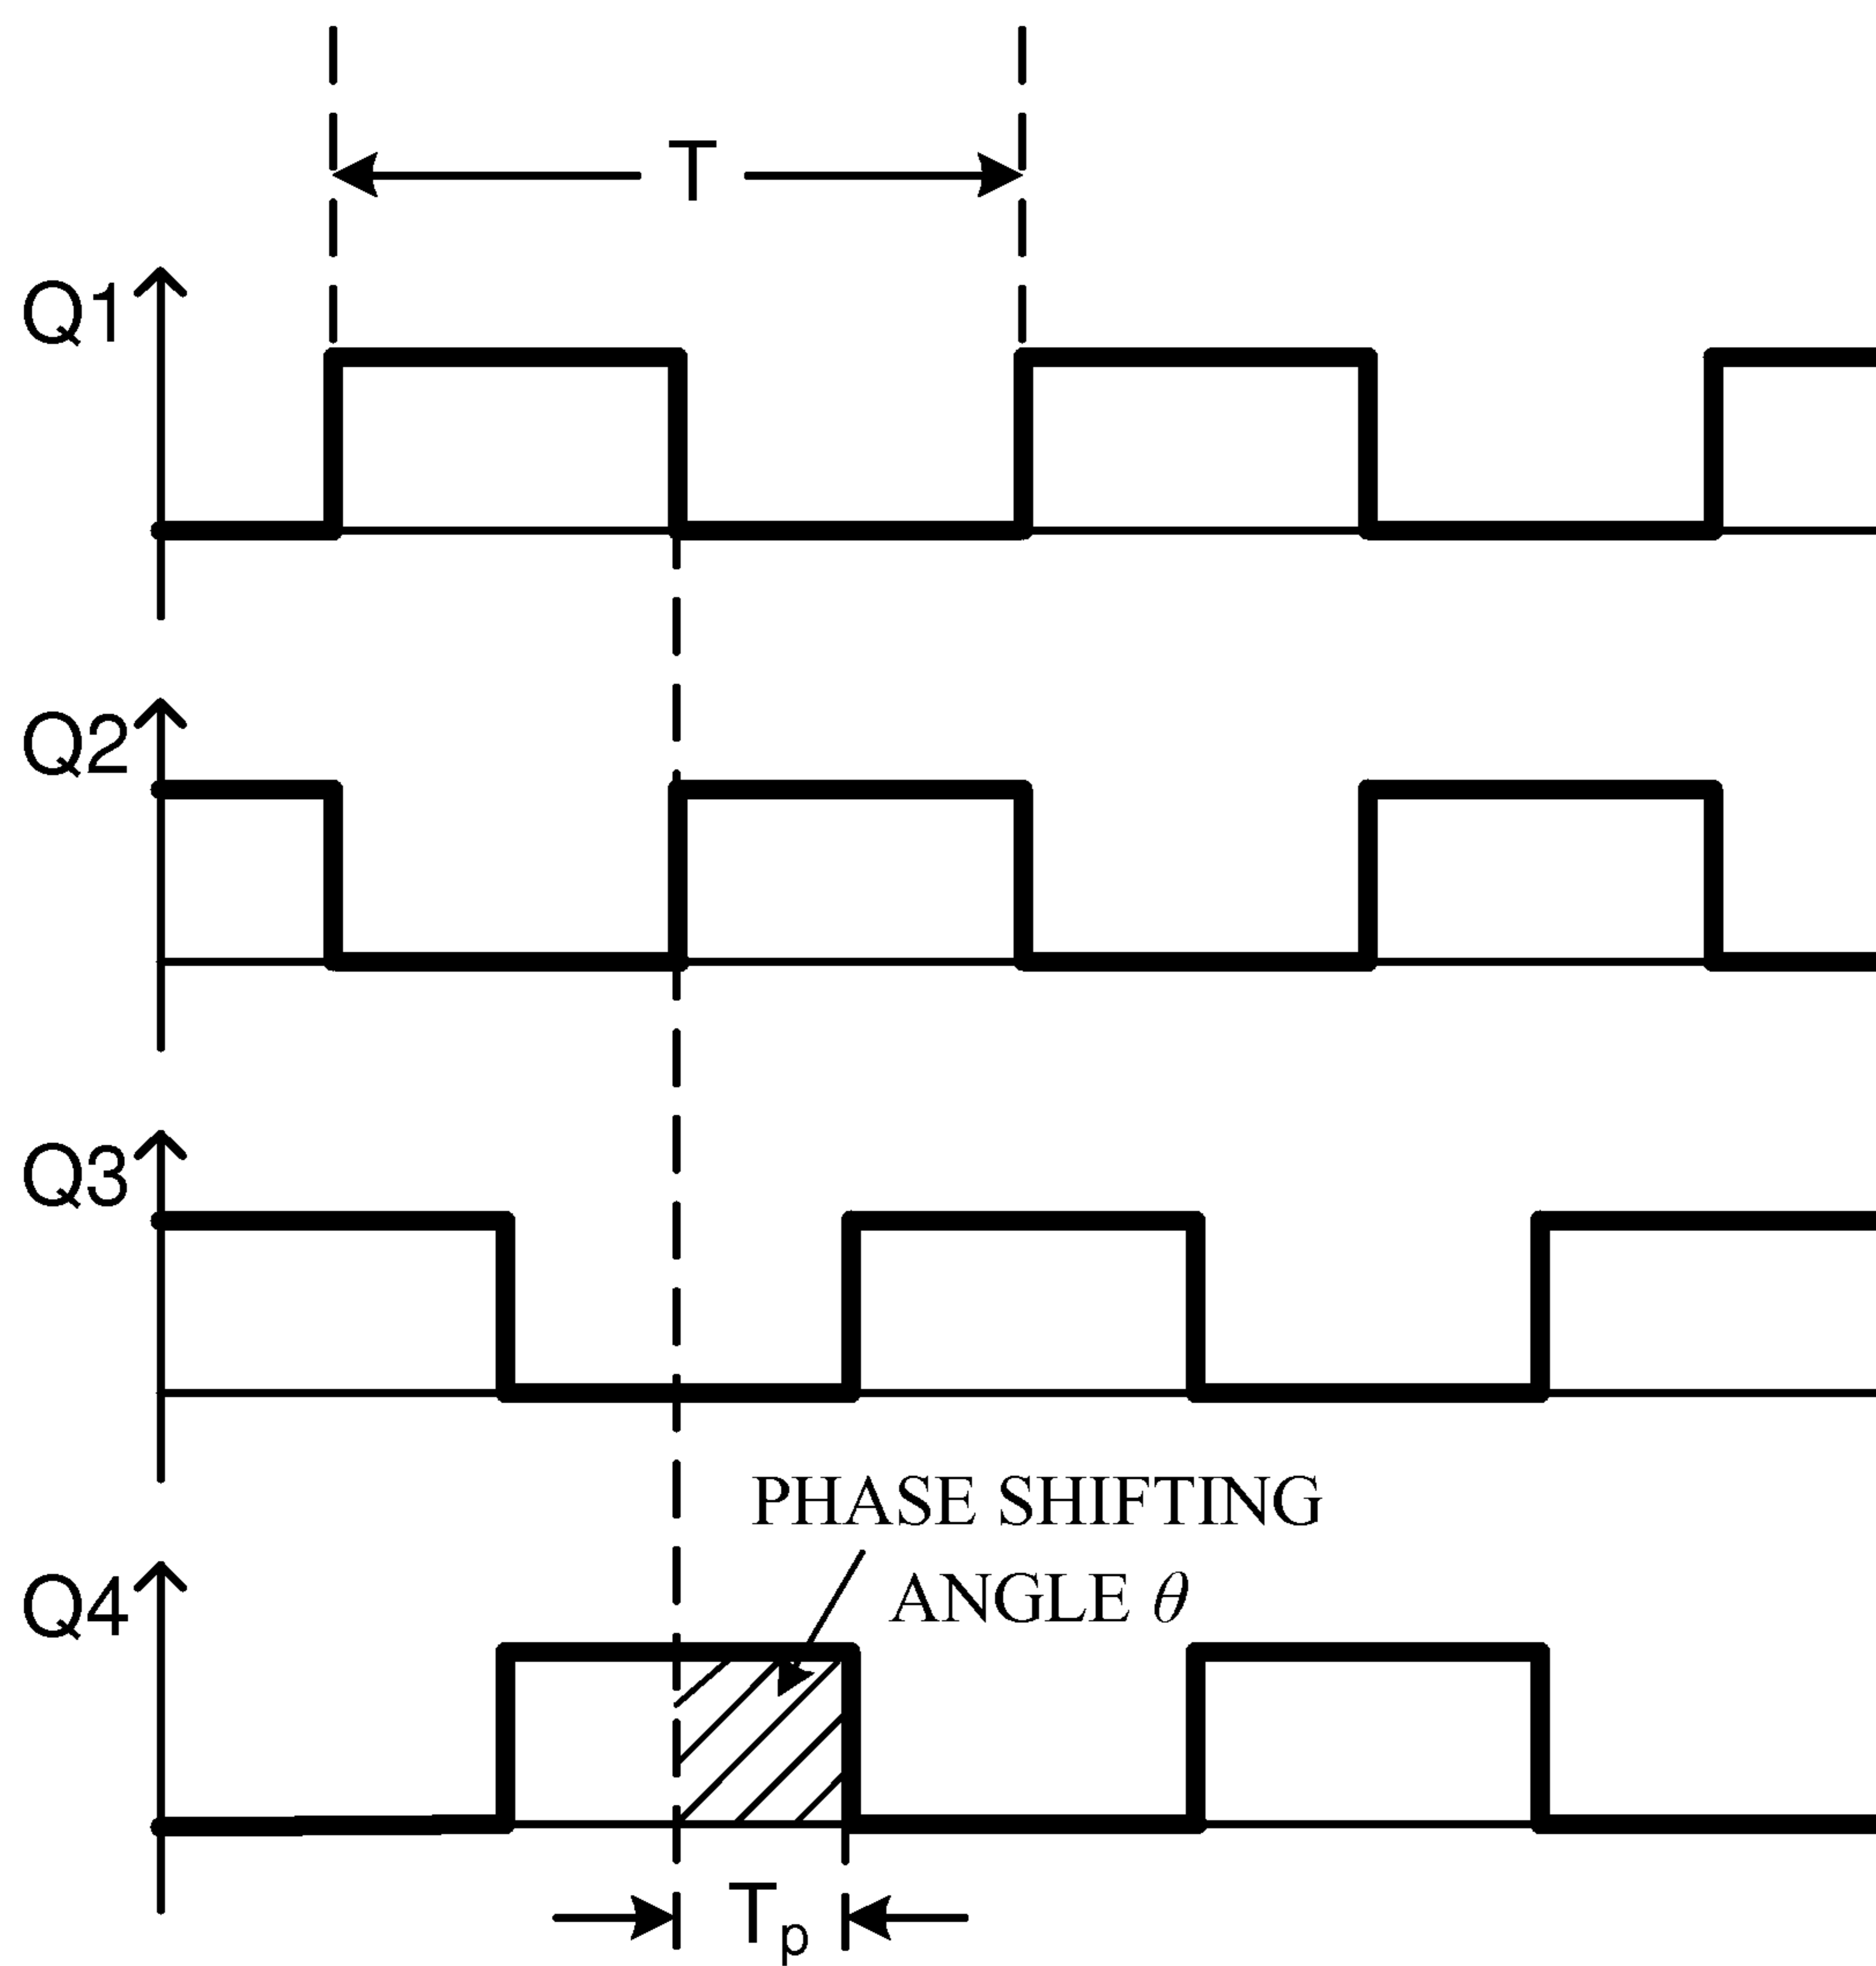 T
Q1
Q2
Q3
PHASE SHIFTING
ANGLE θ
Q4
Tp